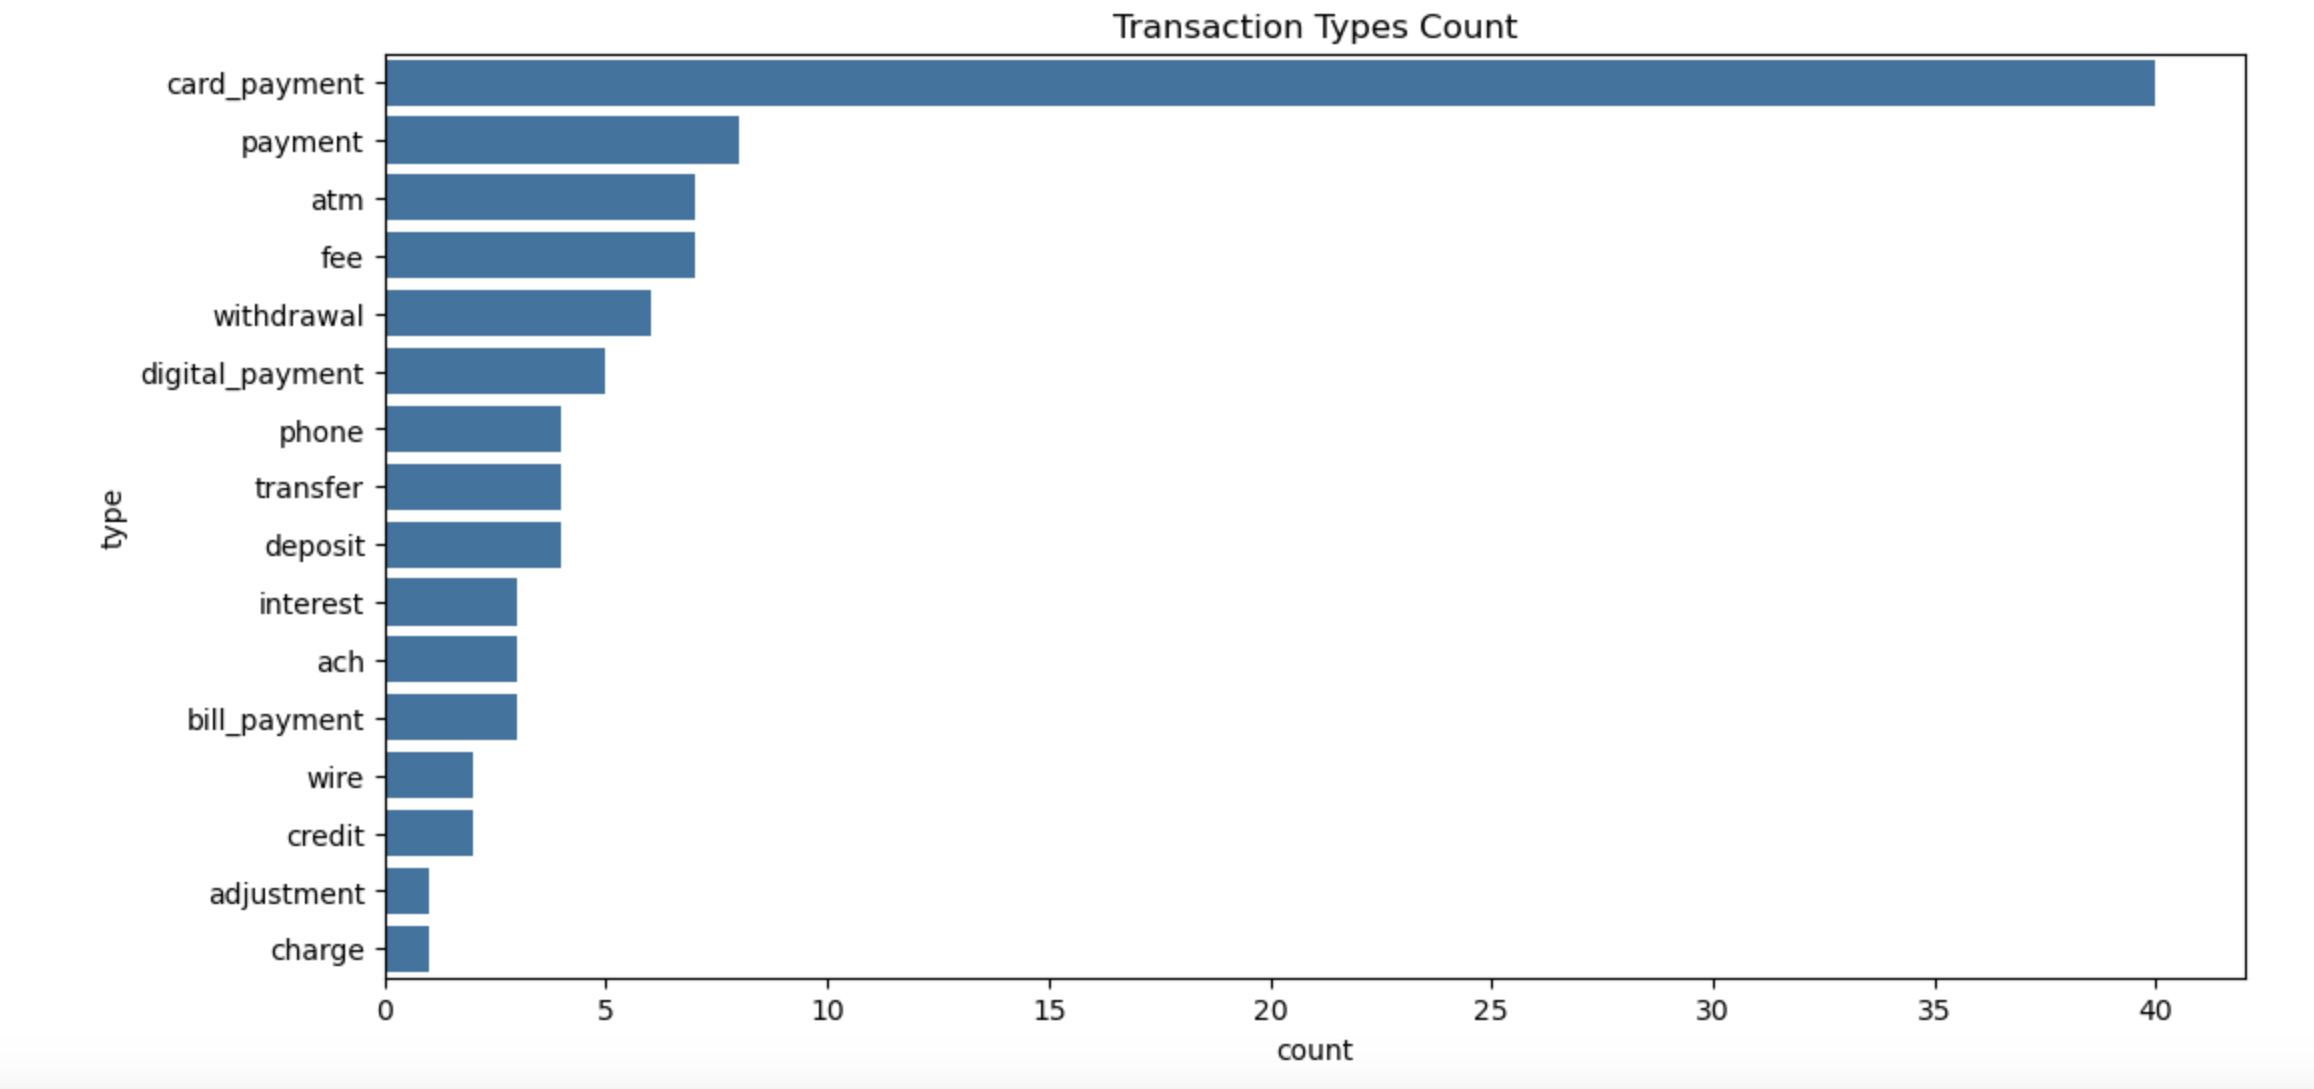 Transaction Types Count
card_payment
payment
atm
fee
withdrawal
digital_payment
phone
transfer
deposit
interest
ach
bill_payment
wire
credit
adjustment
charge
type
0 5 10 15 20 25 30 35 40
count